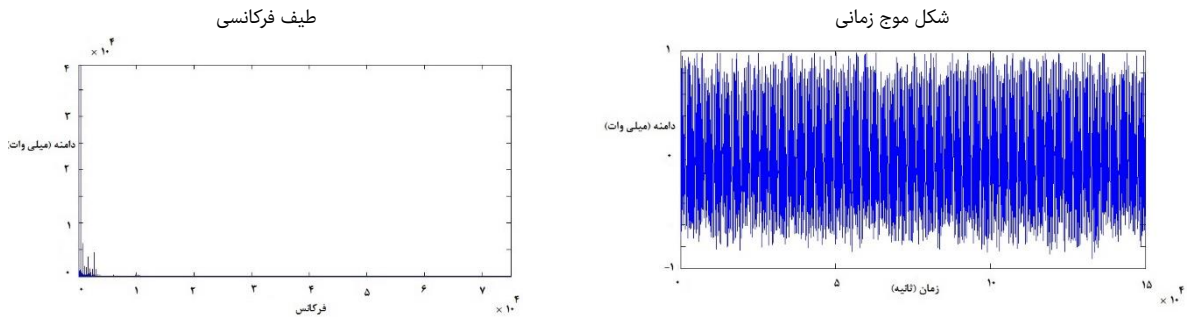 شکل موج زمانی
۱
دامنه (میلی وات)
۰
-۱
۰ ۵ ۱۰ ۱۵
× ۱۰^۴
زمان (ثانیه)
طیف فرکانسی
× ۱۰^۴
۴
۳
دامنه (میلی وات)
۲
۱
۰
۰ ۱ ۲ ۳ ۴ ۵ ۶ ۷
× ۱۰^۴
فرکانس